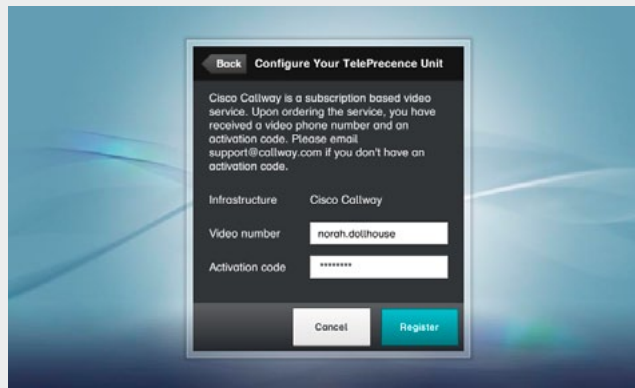 Back Configure Your TelePrecence Unit
Cisco Callway is a subscription based video
service. Upon ordering the service, you have
received a video phone number and an
activation code. Please email
support@callway.com if you don't have an
activation code.
Infrastructure Cisco Callway
Video number norah.dollhouse
Activation code ********
Cancel Register